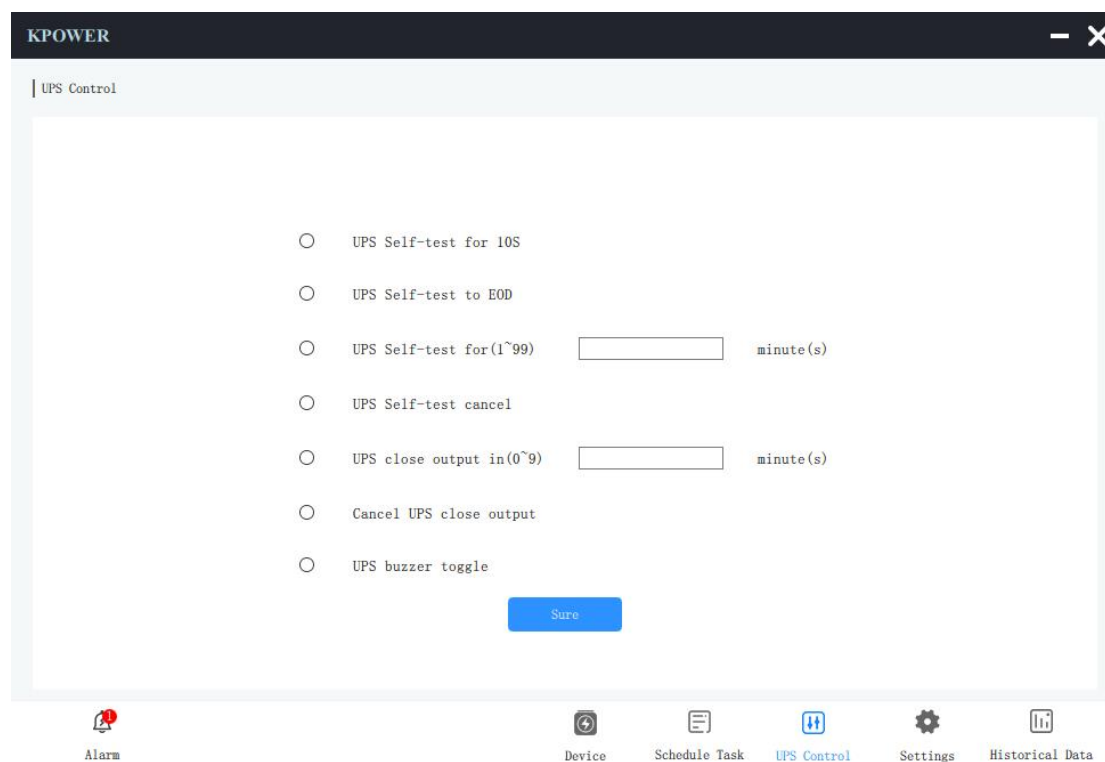 KPOWER
UPS Control
UPS Self-test for 10S
UPS Self-test to EOD
UPS Self-test for(1~99) minute(s)
UPS Self-test cancel
UPS close output in(0~9) minute(s)
Cancel UPS close output
UPS buzzer toggle
Sure
1
Alarm Device Schedule Task UPS Control Settings Historical Data